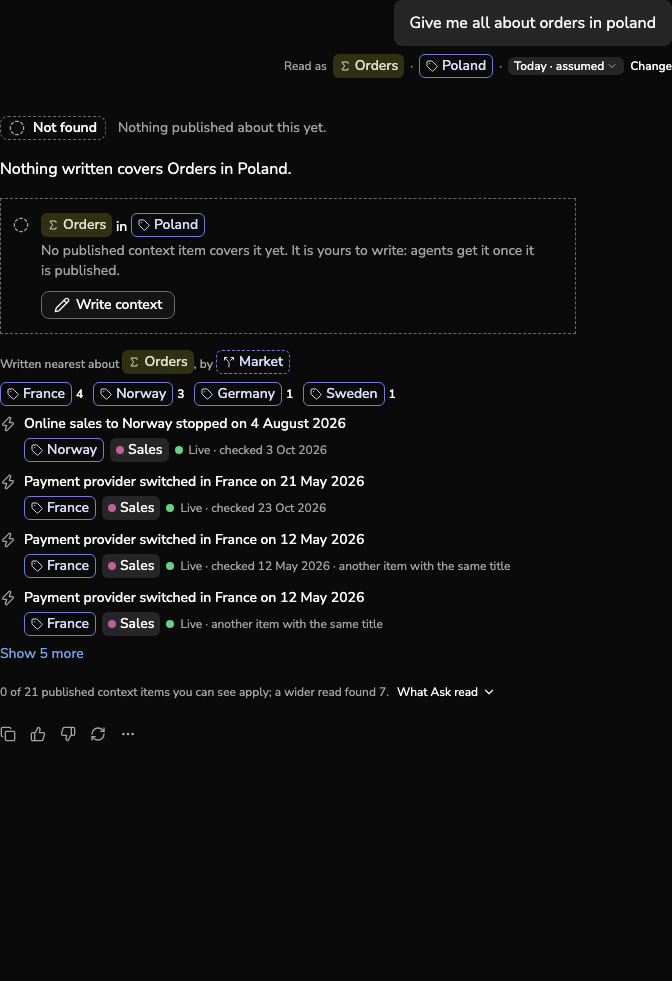 Give me all about orders in poland
Read as Σ Orders · Poland · Today · assumed Change
Not found Nothing published about this yet.
Nothing written covers Orders in Poland.
Σ Orders in Poland
No published context item covers it yet. It is yours to write: agents get it once it
is published.
Write context
Written nearest about Σ Orders, by Market
France 4 Norway 3 Germany 1 Sweden 1
Online sales to Norway stopped on 4 August 2026
Norway Sales Live · checked 3 Oct 2026
Payment provider switched in France on 21 May 2026
France Sales Live · checked 23 Oct 2026
Payment provider switched in France on 12 May 2026
France Sales Live · checked 12 May 2026 · another item with the same title
Payment provider switched in France on 12 May 2026
France Sales Live · another item with the same title
Show 5 more
0 of 21 published context items you can see apply; a wider read found 7. What Ask read